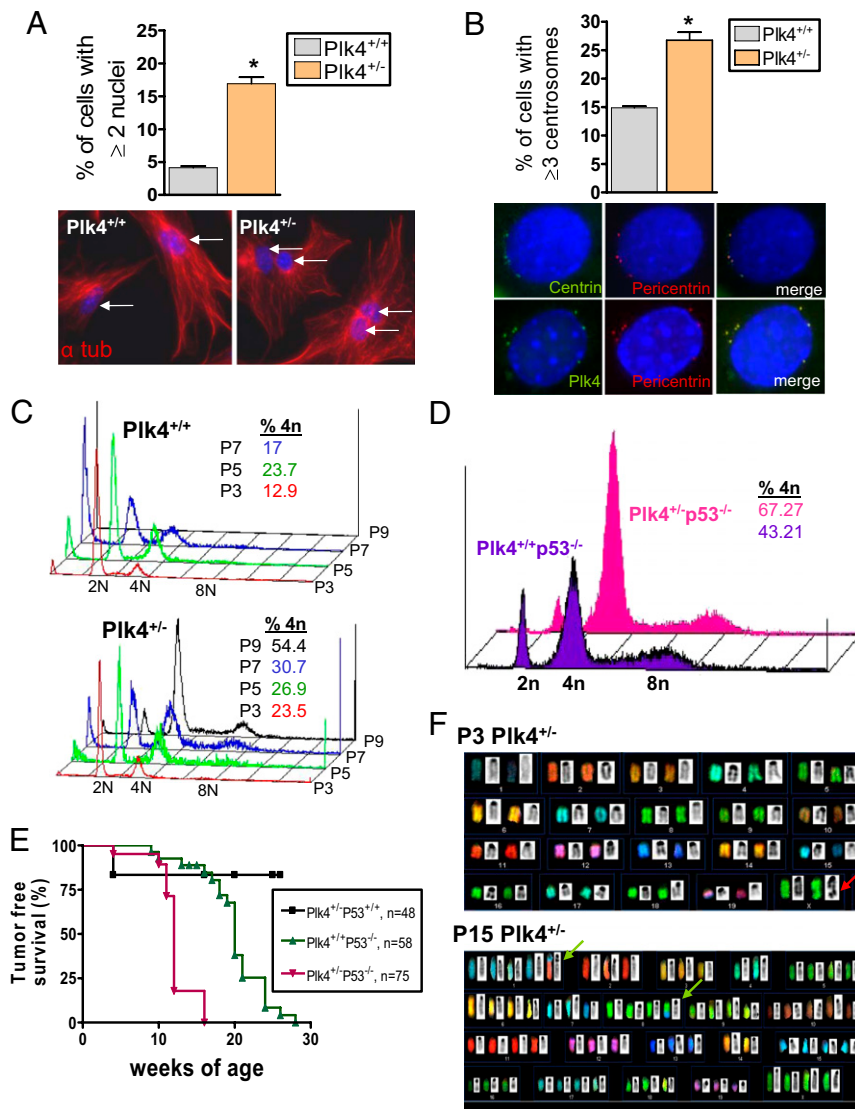 A
% of cells with
≥ 2 nuclei
25
20
15
10
5
0
*
Plk4+/+
Plk4+/-
Plk4+/+
Plk4+/-
α tub
B
% of cells with
≥3 centrosomes
30
25
20
15
10
5
0
*
Plk4+/+
Plk4+/-
Centrin
Pericentrin
merge
Plk4
Pericentrin
merge
C
Plk4+/+
% 4n
P7 17
P5 23.7
P3 12.9
P9
P7
P5
P3
2N 4N 8N
Plk4+/-
% 4n
P9 54.4
P7 30.7
P5 26.9
P3 23.5
P9
P7
P5
P3
2N 4N 8N
D
% 4n
67.27
43.21
Plk4+/-p53-/-
Plk4+/+p53-/-
2n 4n 8n
E
Tumor free
survival (%)
100
75
50
25
0
0 10 20 30
weeks of age
Plk4+/-P53+/+, n=48
Plk4+/+P53-/-, n=58
Plk4+/-P53-/-, n=75
F
P3 Plk4+/-
1 2 3 4 5
6 7 8 9 10
11 12 13 14 15
16 17 18 19 X
P15 Plk4+/-